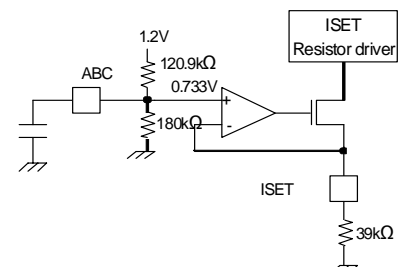 ISET
Resistor driver
1.2V
120.9kΩ
ABC
0.733V
+
180kΩ
-
ISET
39kΩ